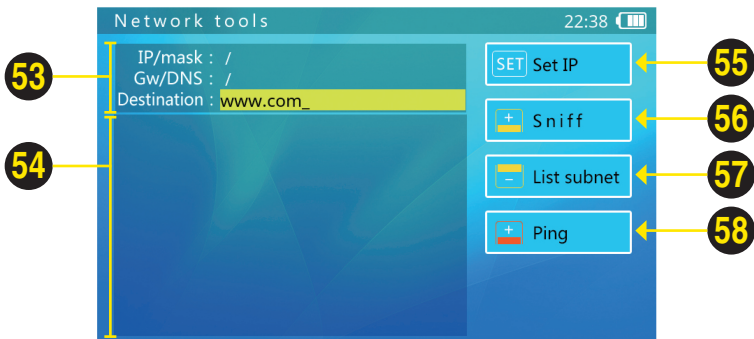 Network tools 22:38
53
IP/mask : /
Gw/DNS : /
Destination : www.com_
54
SET Set IP
55
+ Sniff
56
− List subnet
57
+ Ping
58